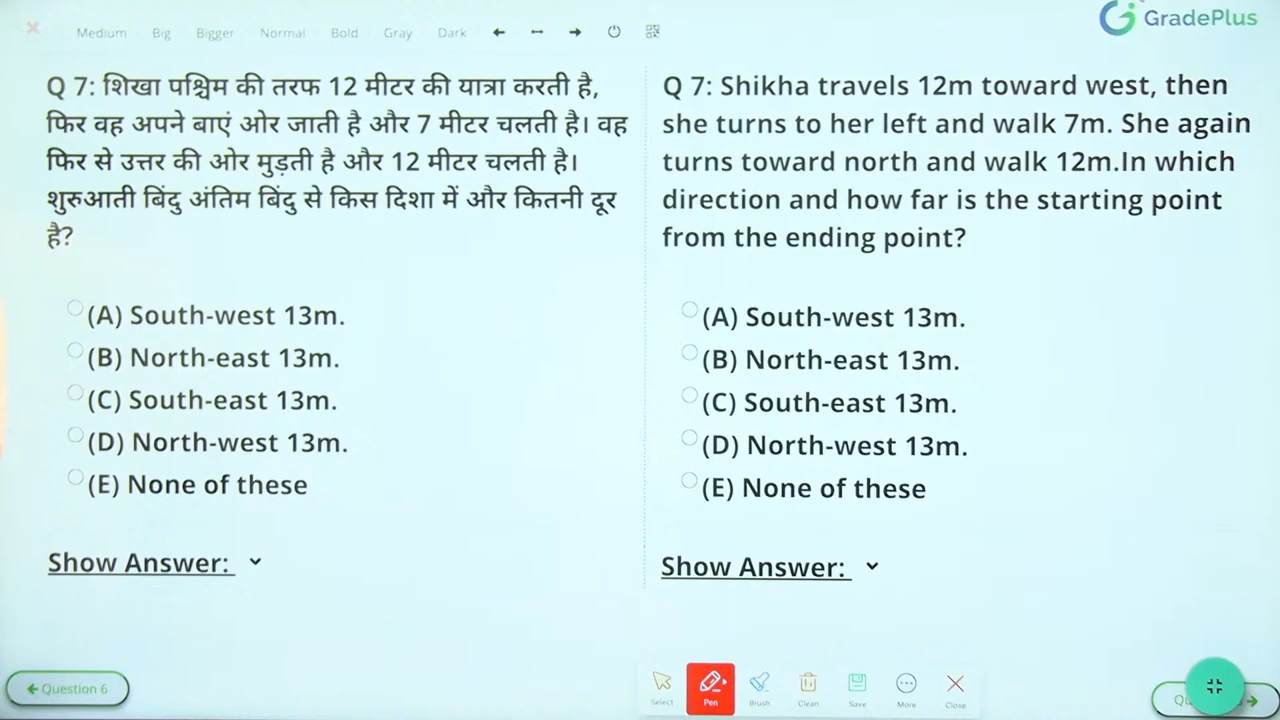 Medium Big Bigger Normal Bold Gray Dark
GradePlus
Q 7: शिखा पश्चिम की तरफ 12 मीटर की यात्रा करती है,
फिर वह अपने बाएं ओर जाती है और 7 मीटर चलती है। वह
फिर से उत्तर की ओर मुड़ती है और 12 मीटर चलती है।
शुरुआती बिंदु अंतिम बिंदु से किस दिशा में और कितनी दूर
है?
(A) South-west 13m.
(B) North-east 13m.
(C) South-east 13m.
(D) North-west 13m.
(E) None of these
Show Answer:
Q 7: Shikha travels 12m toward west, then
she turns to her left and walk 7m. She again
turns toward north and walk 12m.In which
direction and how far is the starting point
from the ending point?
(A) South-west 13m.
(B) North-east 13m.
(C) South-east 13m.
(D) North-west 13m.
(E) None of these
Show Answer:
Question 6
Select Pen Brush Clean Save More Close